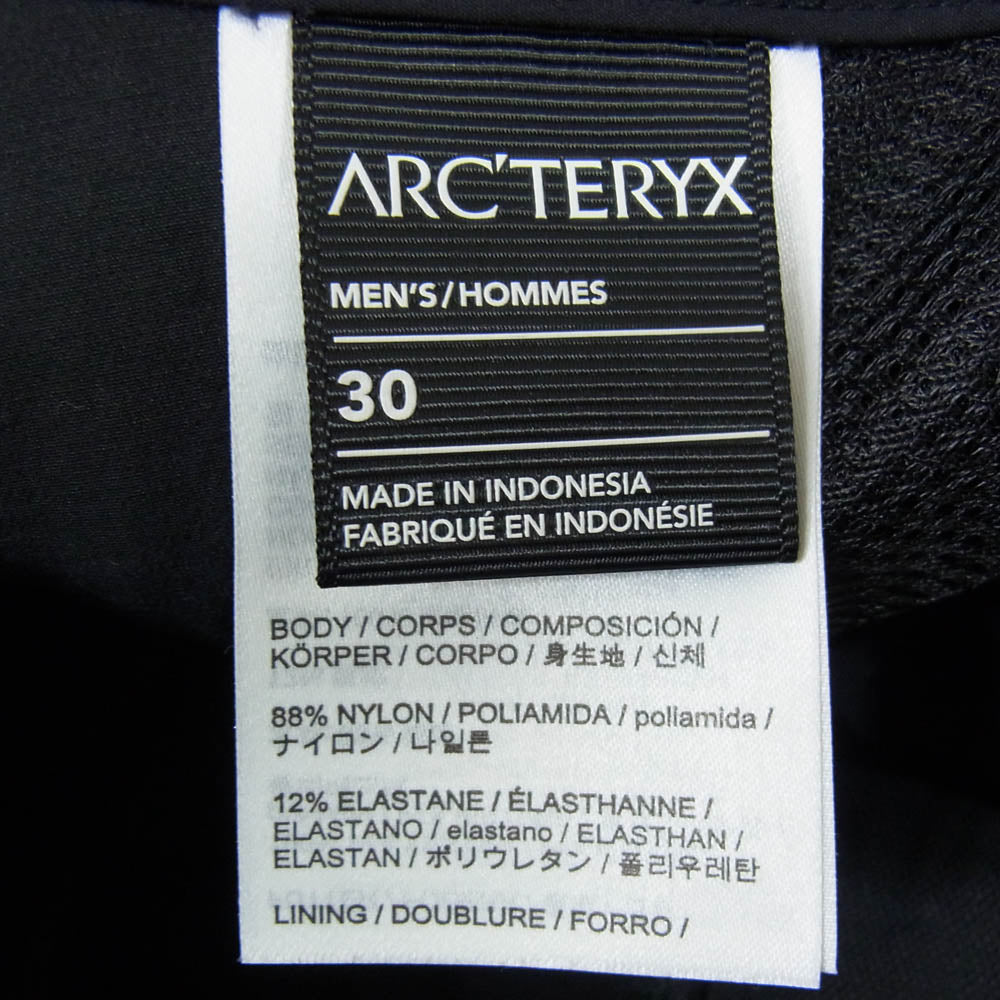 ARC'TERYX
MEN'S/HOMMES
30
MADE IN INDONESIA
FABRIQUÉ EN INDONÉSIE
BODY / CORPS / COMPOSICIÓN /
KÖRPER / CORPO / 身生地 / 신체
88% NYLON / POLIAMIDA / poliamida /
ナイロン / 나일론
12% ELASTANE / ÉLASTHANNE /
ELASTANO / elastano / ELASTHAN /
ELASTAN / ポリウレタン / 폴리우레탄
LINING / DOUBLURE / FORRO /